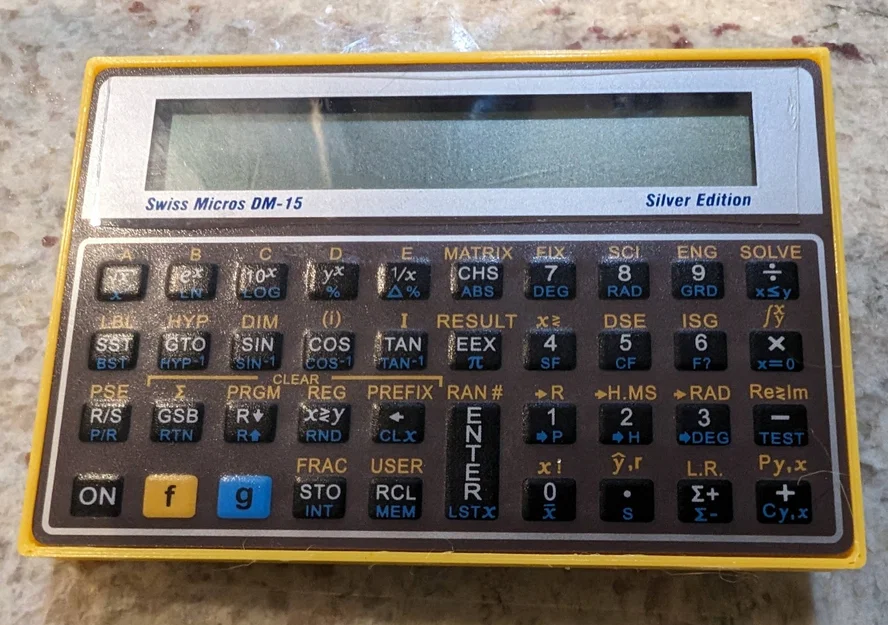 Swiss Micros DM-15 Silver Edition
A B C D E MATRIX FIX SCI ENG SOLVE
√x eˣ 10ˣ yˣ 1/x CHS 7 8 9 ÷
LN LOG % Δ% ABS DEG RAD GRD x≤y
LBL HYP DIM (i) I RESULT x≷ DSE ISG ∫xy
SST GTO SIN COS TAN EEX 4 5 6 ×
BST HYP-1 SIN-1 COS-1 TAN-1 π SF CF F? x=0
CLEAR
PSE Σ PRGM REG PREFIX RAN # →R →H.MS →RAD Re≷Im
R/S GSB R↓ x≷y ← ENTER 1 2 3 −
P/R RTN R↑ RND CLx →P →H →DEG TEST
FRAC USER x! ŷ,r L.R. Py,x
ON f g STO RCL 0 . Σ+ +
INT MEM LSTx x̄ s Σ- Cy,x